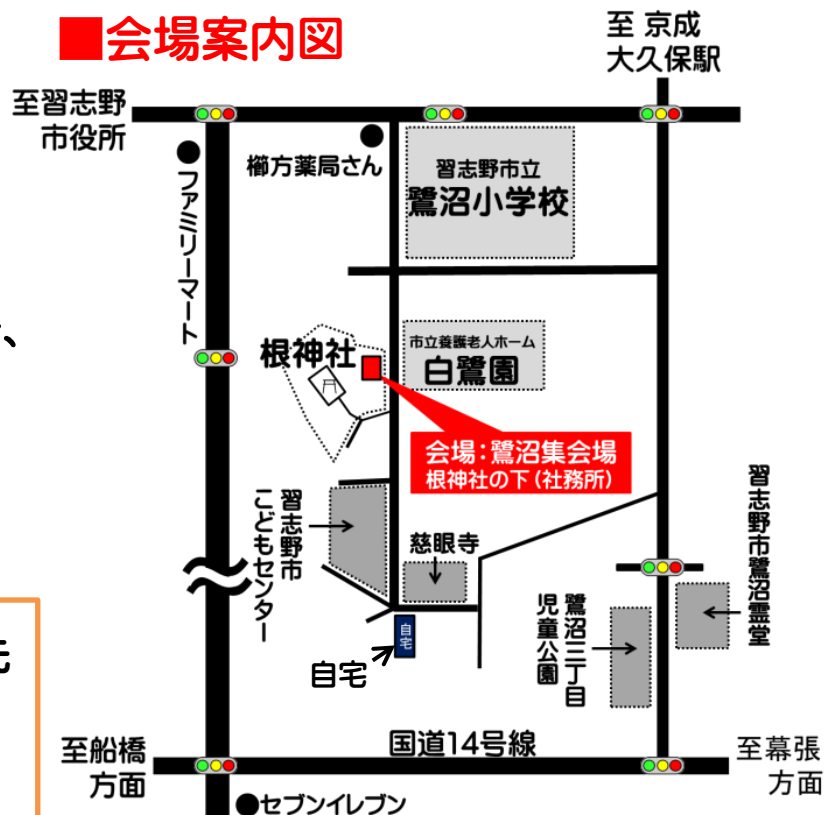 ■会場案内図
至 京成
大久保駅
至習志野
市役所
ファミリーマート
櫛方薬局さん
習志野市立
鷺沼小学校
、
根神社
市立養護老人ホーム
白鷺園
会場：鷺沼集会場
根神社の下（社務所）
習志野市
こどもセンター
慈眼寺
習志野市鷺沼霊堂
鷺沼三丁目
児童公園
自宅
自宅
元
国道14号線
至船橋
方面
至幕張
方面
セブンイレブン